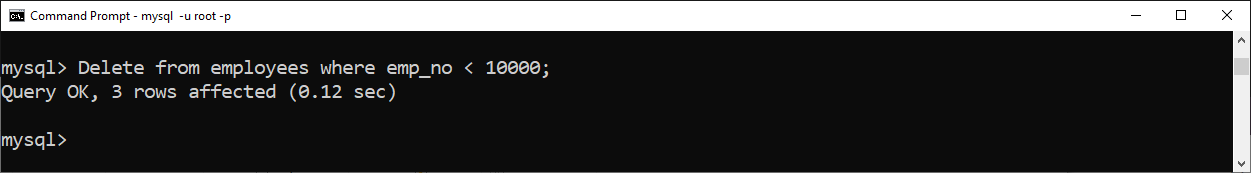 Command Prompt - mysql -u root -p
mysql> Delete from employees where emp_no < 10000;
Query OK, 3 rows affected (0.12 sec)
mysql>